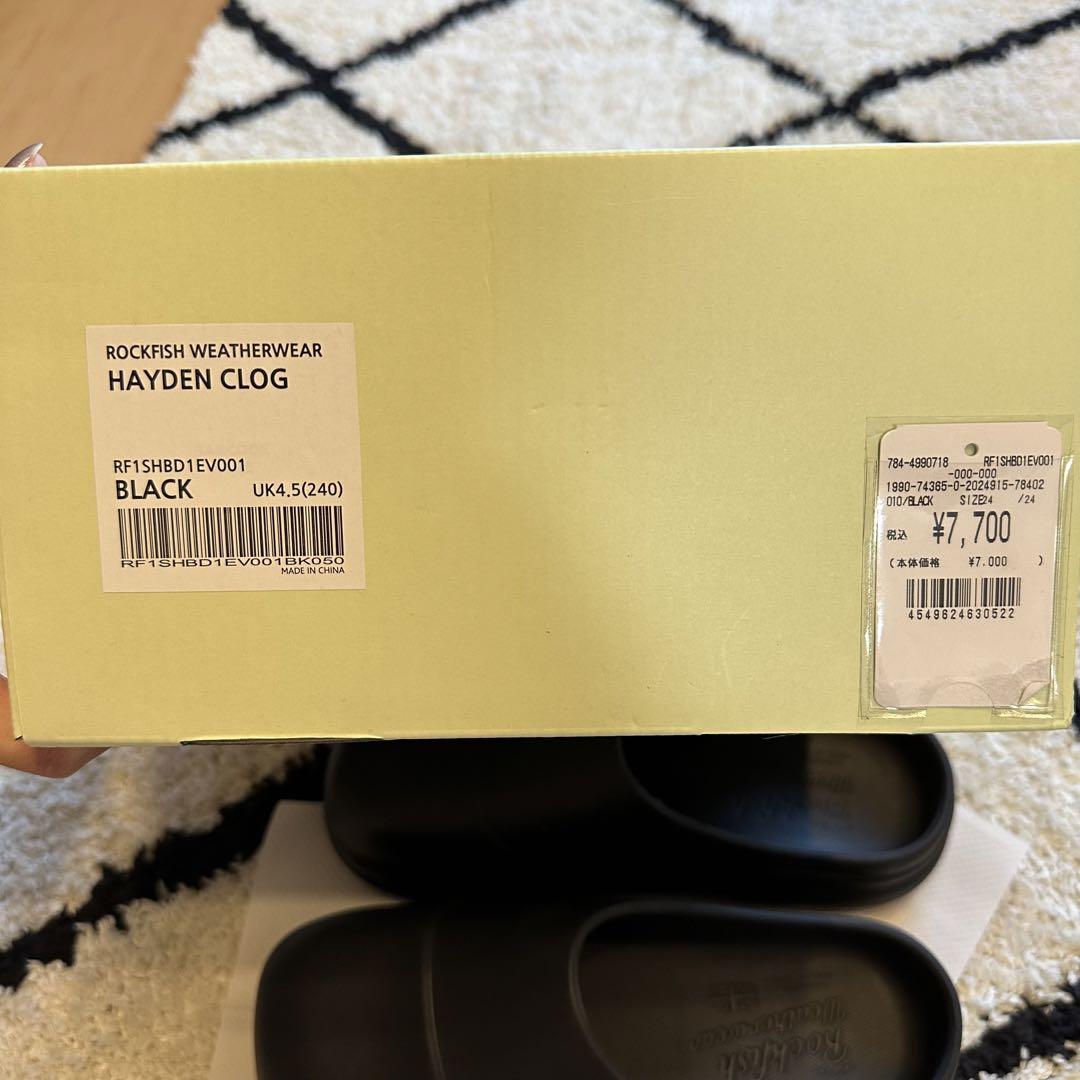 ROCKFISH WEATHERWEAR
HAYDEN CLOG
RF1SHBD1EV001
BLACK UK4.5(240)
RF1SHBD1EV001BK050
MADE IN CHINA
784-4990718 RF1SHBD1EV001
-000-000
1990-74365-0-2024915-78402
010/BLACK SIZE24 /24
税込 ¥7,700
(本体価格 ¥7.000 )
4549624630522
Rockfish
Weatherwear